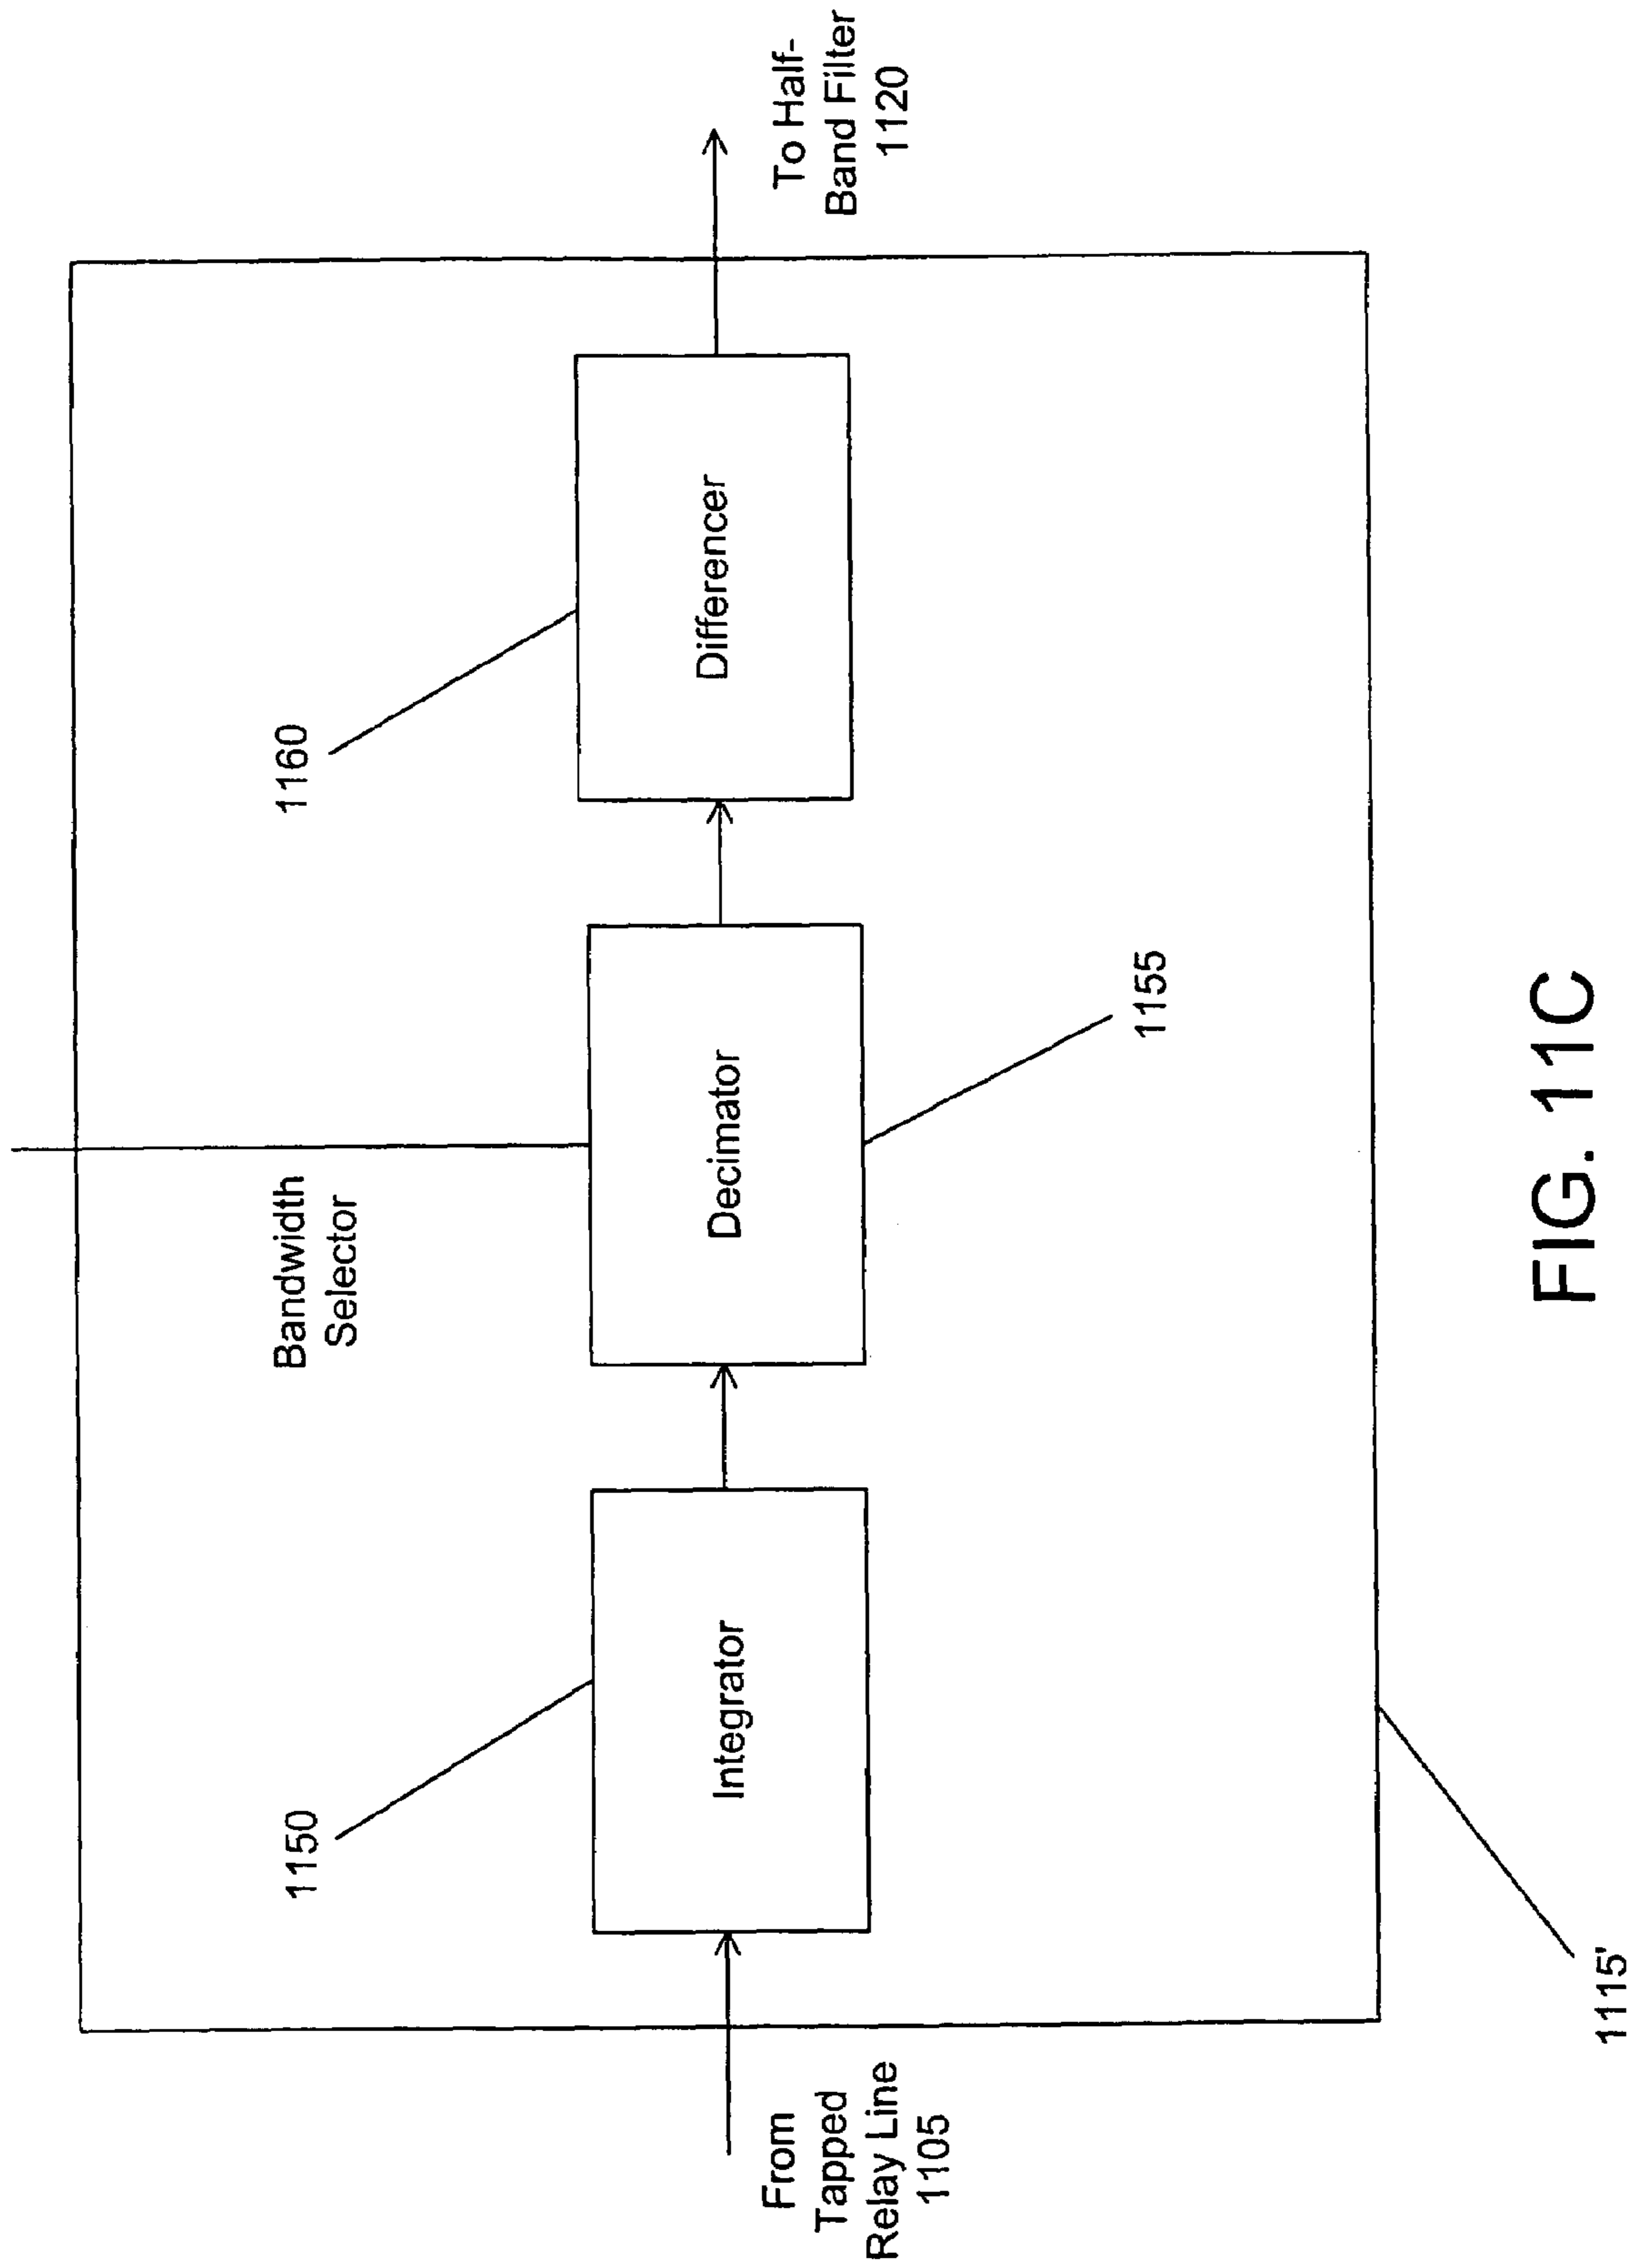 Bandwidth
Selector
1150
1160
From
Tapped
Relay Line
1105
Integrator
Decimator
Differencer
To Half-
Band Filter
1120
1155
1115'
FIG. 11C